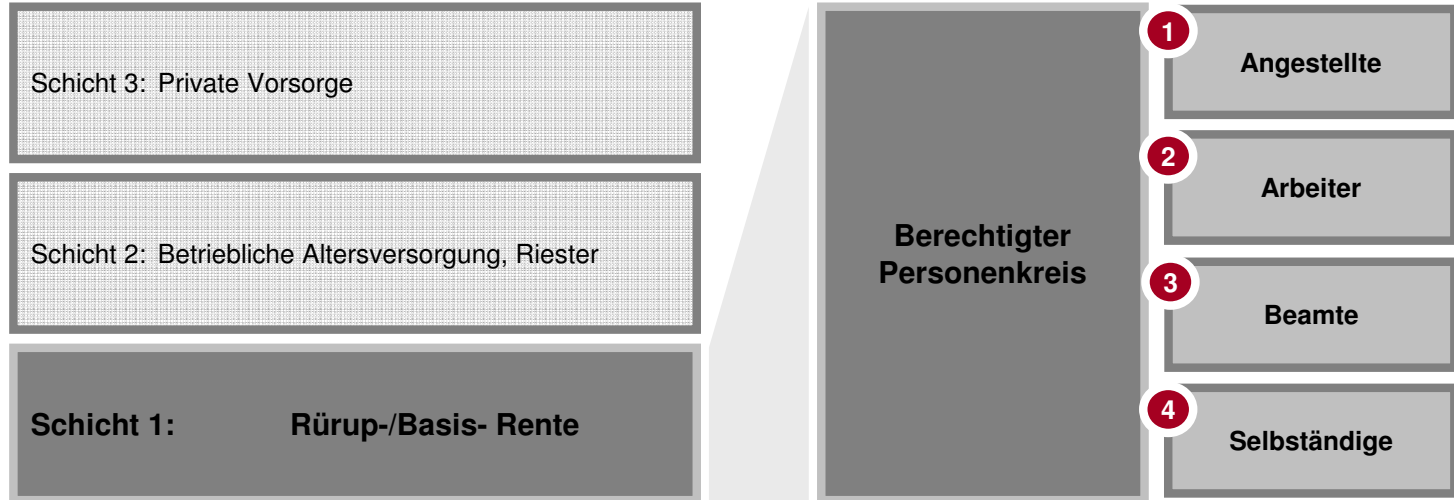 Schicht 3: Private Vorsorge
Schicht 2: Betriebliche Altersversorgung, Riester
Schicht 1: Rürup-/Basis- Rente
Berechtigter
Personenkreis
1
Angestellte
2
Arbeiter
3
Beamte
4
Selbständige